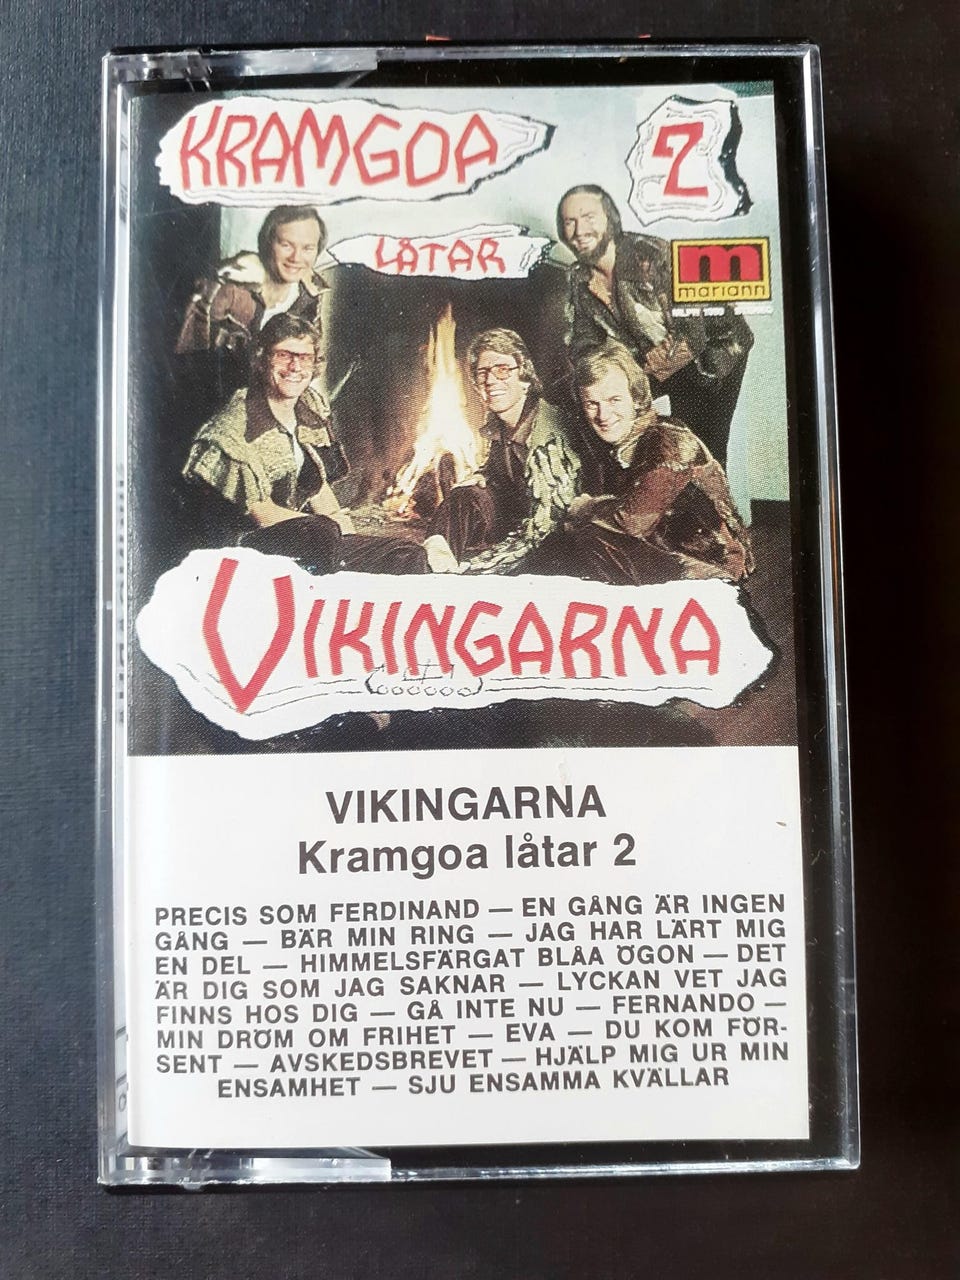 KRAMGOA
2
LÅTAR
m
mariann
VIKINGARNA
VIKINGARNA
Kramgoa låtar 2
PRECIS SOM FERDINAND — EN GÅNG ÄR INGEN
GÅNG — BÄR MIN RING — JAG HAR LÄRT MIG
EN DEL — HIMMELSFÄRGAT BLÅA ÖGON — DET
ÄR DIG SOM JAG SAKNAR — LYCKAN VET JAG
FINNS HOS DIG — GÅ INTE NU — FERNANDO —
MIN DRÖM OM FRIHET — EVA — DU KOM FÖR-
SENT — AVSKEDSBREVET — HJÄLP MIG UR MIN
ENSAMHET — SJU ENSAMMA KVÄLLAR